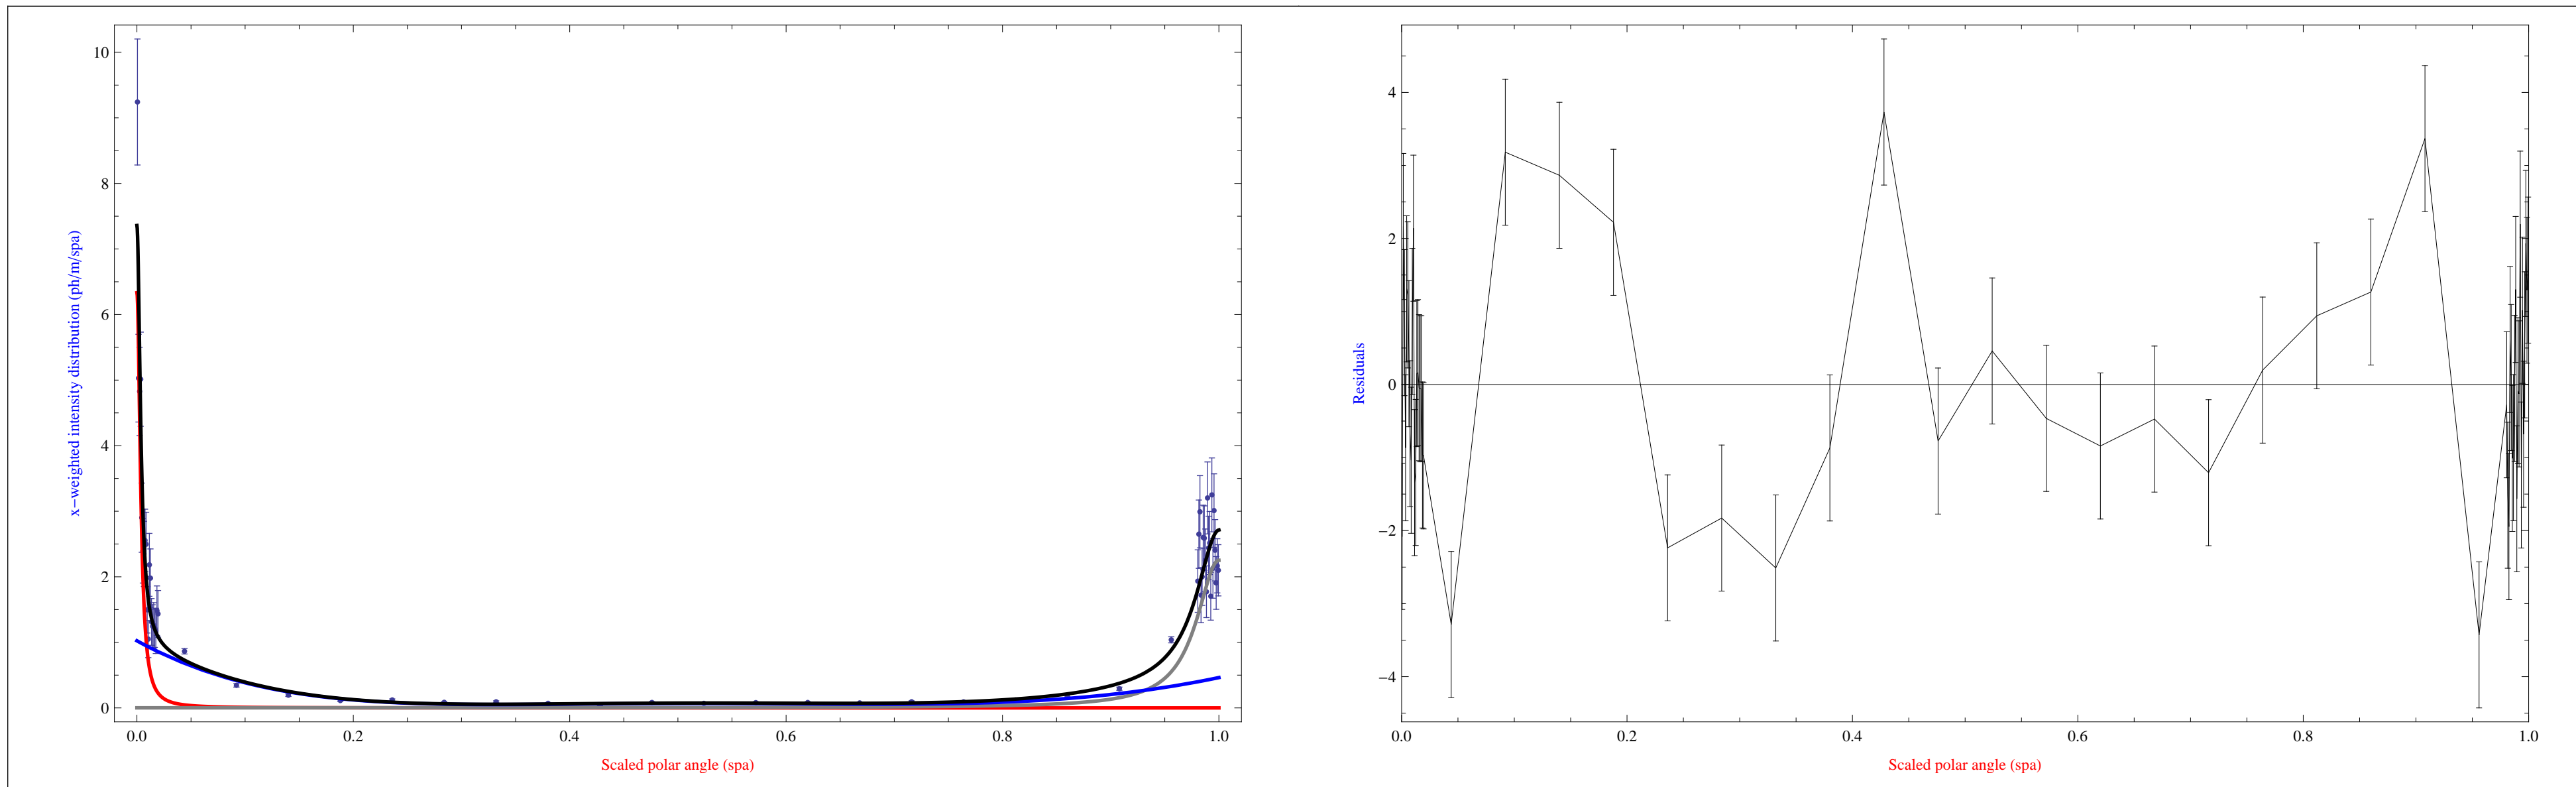 x−weighted intensity distribution (ph/m/spa)
10
8
6
4
2
0
0.0 0.2 0.4 0.6 0.8 1.0
Scaled polar angle (spa)
Residuals
4
2
0
−2
−4
0.0 0.2 0.4 0.6 0.8 1.0
Scaled polar angle (spa)